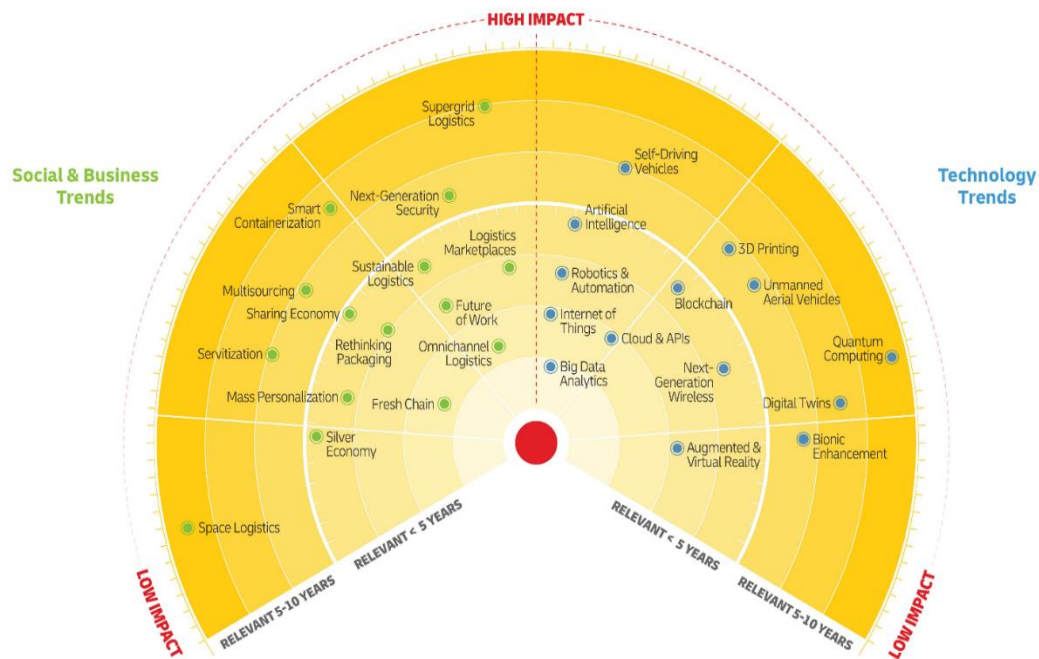 HIGH IMPACT
Social & Business
Trends
Technology
Trends
Supergrid
Logistics
Self-Driving
Vehicles
Next-Generation
Security
Smart
Containerization
Artificial
Intelligence
Logistics
Marketplaces
3D Printing
Sustainable
Logistics
Robotics &
Automation
Unmanned
Aerial Vehicles
Multisourcing
Blockchain
Sharing Economy
Future
of Work
Internet of
Things
Rethinking
Packaging
Omnichannel
Logistics
Cloud & APIs
Quantum
Computing
Servitization
Big Data
Analytics
Next-
Generation
Wireless
Mass Personalization
Fresh Chain
Digital Twins
Silver
Economy
Augmented &
Virtual Reality
Bionic
Enhancement
Space Logistics
RELEVANT < 5 YEARS
RELEVANT < 5 YEARS
RELEVANT 5-10 YEARS
RELEVANT 5-10 YEARS
LOW IMPACT
LOW IMPACT